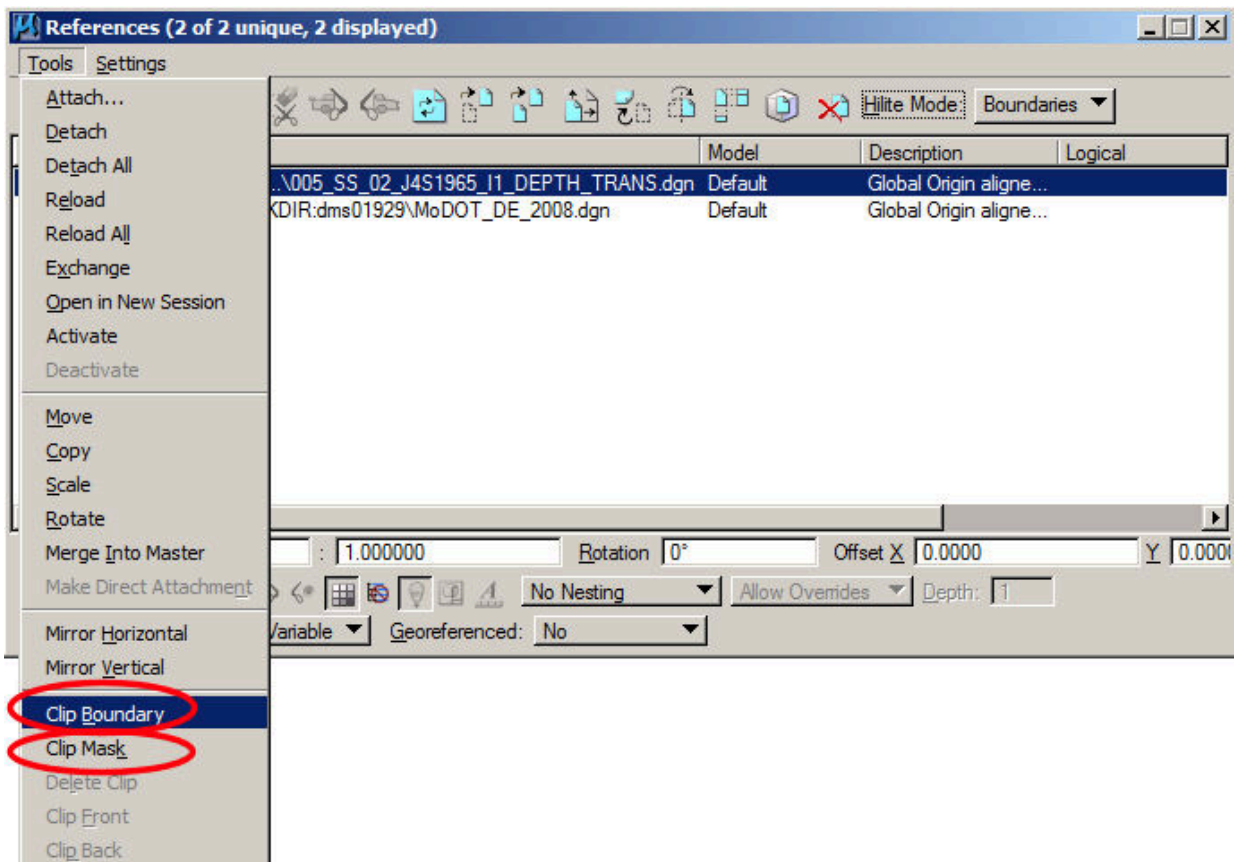 References (2 of 2 unique, 2 displayed)
Tools Settings
Attach...
Detach
Detach All
Reload
Reload All
Exchange
Open in New Session
Activate
Deactivate
Move
Copy
Scale
Rotate
Merge Into Master
Make Direct Attachment
Mirror Horizontal
Mirror Vertical
Clip Boundary
Clip Mask
Delete Clip
Clip Front
Clip Back
Hilite Mode: Boundaries
Model Description Logical
..\005_SS_02_J4S1965_I1_DEPTH_TRANS.dgn Default Global Origin aligne...
KDIR:dms01929\MoDOT_DE_2008.dgn Default Global Origin aligne...
: 1.000000 Rotation 0° Offset X 0.0000 Y 0.000
No Nesting Allow Overrides Depth: 1
Variable Georeferenced: No